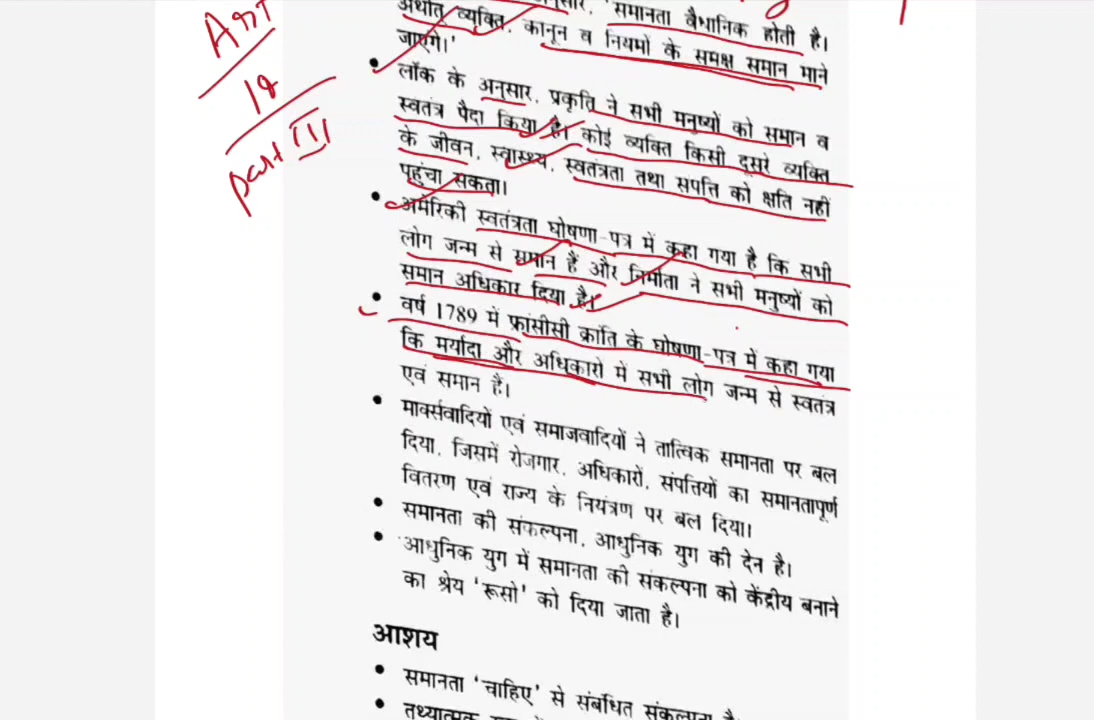 Art
18
part III
समानता वैधानिक होती है।
अर्थात् व्यक्ति, कानून व नियमों के समक्ष समान माने
जाएंगे।'
• लॉक के अनुसार, प्रकृति ने सभी मनुष्यों को समान व
स्वतंत्र पैदा किया है। कोई व्यक्ति किसी दूसरे व्यक्ति
के जीवन, स्वास्थ्य, स्वतंत्रता तथा संपत्ति को क्षति नहीं
पहुंचा सकता।
• अमेरिकी स्वतंत्रता घोषणा-पत्र में कहा गया है कि सभी
लोग जन्म से समान हैं और निर्माता ने सभी मनुष्यों को
समान अधिकार दिया है।
• वर्ष 1789 में फ्रांसीसी क्रांति के घोषणा-पत्र में कहा गया
कि मर्यादा और अधिकारों में सभी लोग जन्म से स्वतंत्र
एवं समान हैं।
• मार्क्सवादियों एवं समाजवादियों ने तात्विक समानता पर बल
दिया, जिसमें रोजगार, अधिकारों, संपत्तियों का समानतापूर्ण
वितरण एवं राज्य के नियंत्रण पर बल दिया।
• समानता की संकल्पना, आधुनिक युग की देन है।
• आधुनिक युग में समानता की संकल्पना को केंद्रीय बनाने
का श्रेय 'रूसो' को दिया जाता है।
आशय
• समानता 'चाहिए' से संबंधित संकल्पना है।